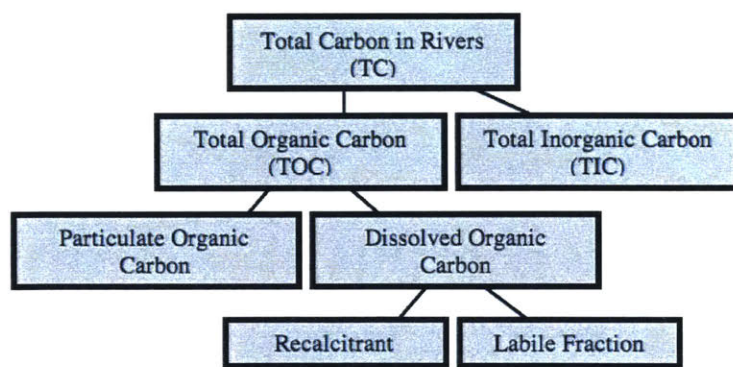 Total Carbon in Rivers
(TC)
Total Organic Carbon
(TOC)
Total Inorganic Carbon
(TIC)
Particulate Organic
Carbon
Dissolved Organic
Carbon
Recalcitrant
Labile Fraction